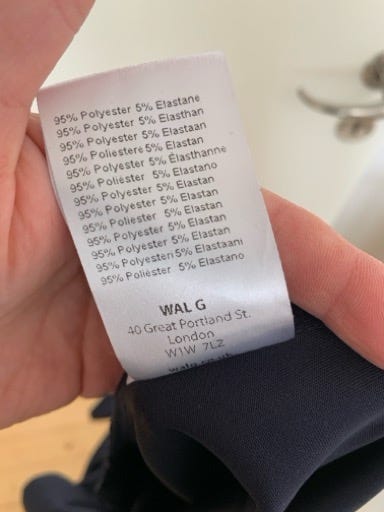 95% Polyester 5% Elastane
95% Polyester 5% Elasthan
95% Polyester 5% Elastaan
95% Poliestere 5% Elastan
95% Polyester 5% Elasthanne
95% Poliester 5% Elastano
95% Polyester 5% Elastan
95% Polyester 5% Elastan
95% Poliester 5% Elastan
95% Polyester 5% Elastan
95% Polyester 5% Elastan
95% Polyesteri 5% Elastaani
95% Poliéster 5% Elastano
WAL G
40 Great Portland St.
London
W1W 7LZ